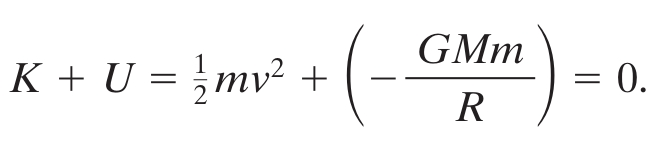 K + U = ½mv² + (−GMm/R) = 0.